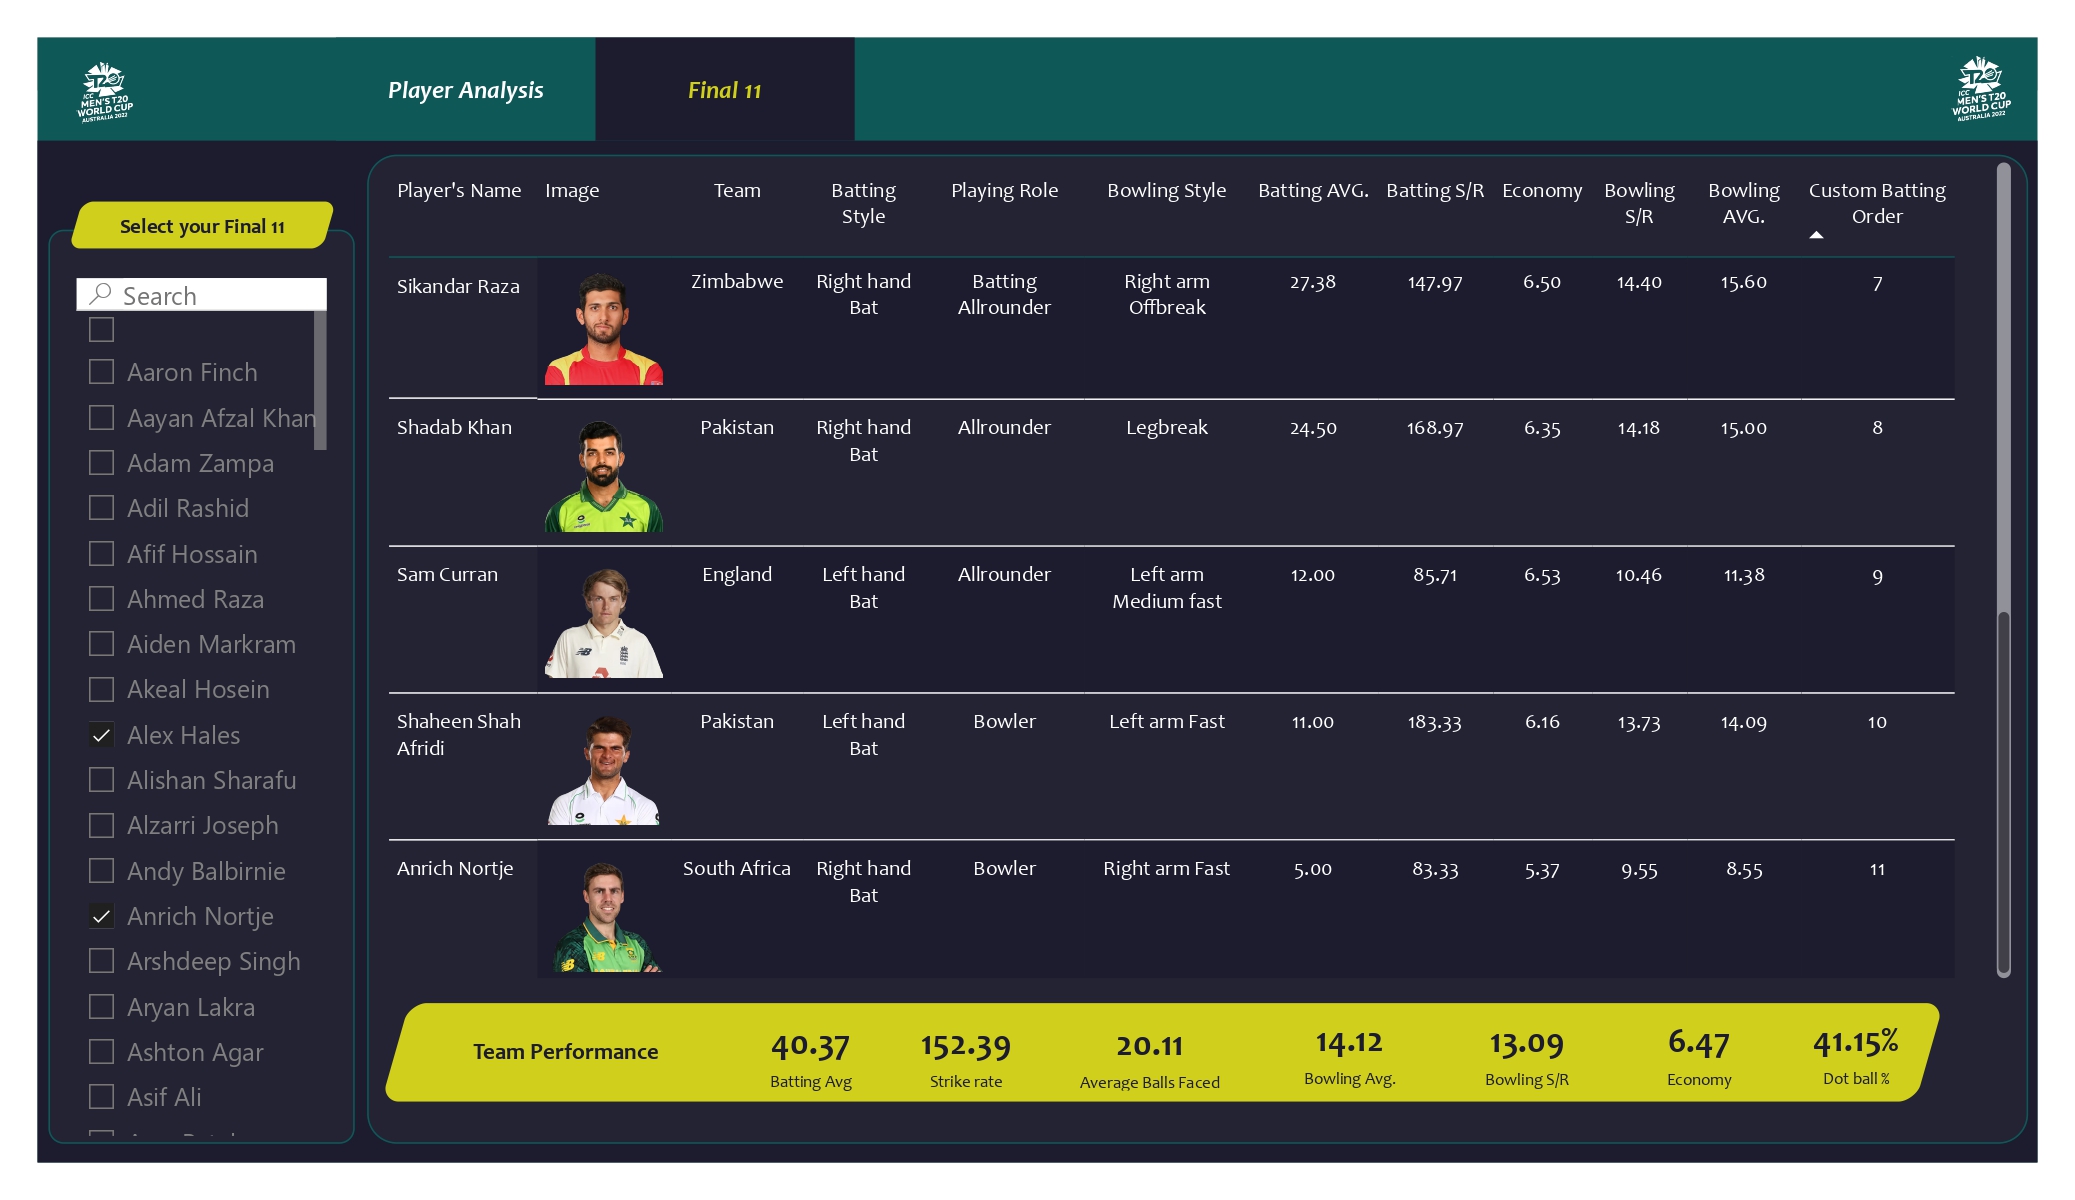 ICC
MEN'S T20
WORLD CUP
AUSTRALIA 2022
Player Analysis
Final 11
ICC
MEN'S T20
WORLD CUP
AUSTRALIA 2022
Select your Final 11
Search
Aaron Finch
Aayan Afzal Khan
Adam Zampa
Adil Rashid
Afif Hossain
Ahmed Raza
Aiden Markram
Akeal Hosein
Alex Hales
Alishan Sharafu
Alzarri Joseph
Andy Balbirnie
Anrich Nortje
Arshdeep Singh
Aryan Lakra
Ashton Agar
Asif Ali
Player's Name Image Team Batting Playing Role Bowling Style Batting AVG. Batting S/R Economy Bowling Bowling Custom Batting
Style S/R AVG. Order
Sikandar Raza Zimbabwe Right hand Batting Right arm 27.38 147.97 6.50 14.40 15.60 7
Bat Allrounder Offbreak
Shadab Khan Pakistan Right hand Allrounder Legbreak 24.50 168.97 6.35 14.18 15.00 8
Bat
Sam Curran England Left hand Allrounder Left arm 12.00 85.71 6.53 10.46 11.38 9
Bat Medium fast
Shaheen Shah Pakistan Left hand Bowler Left arm Fast 11.00 183.33 6.16 13.73 14.09 10
Afridi Bat
Anrich Nortje South Africa Right hand Bowler Right arm Fast 5.00 83.33 5.37 9.55 8.55 11
Bat
Team Performance 40.37 152.39 20.11 14.12 13.09 6.47 41.15%
Batting Avg Strike rate Average Balls Faced Bowling Avg. Bowling S/R Economy Dot ball %